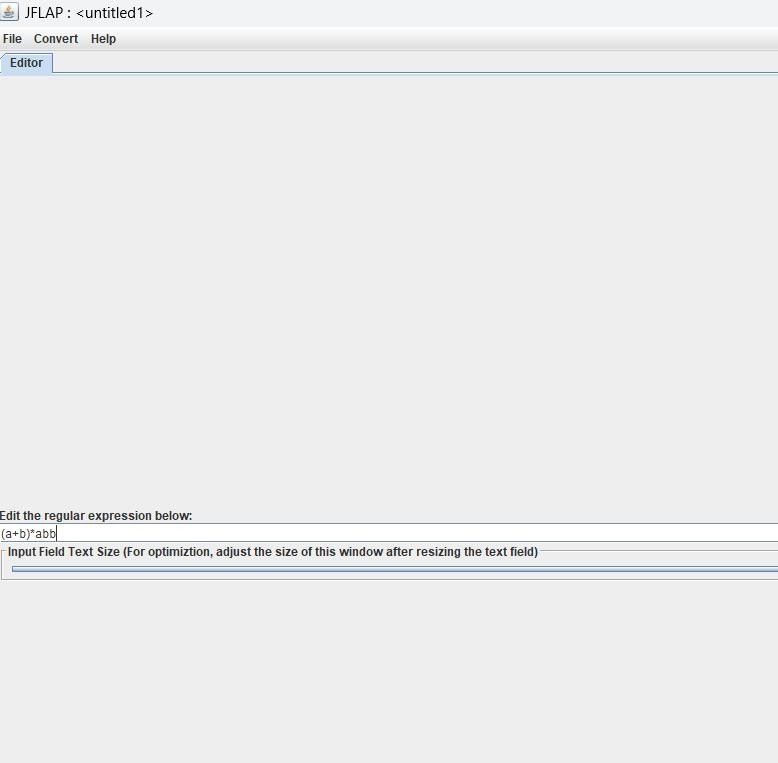 JFLAP : <untitled1>
File Convert Help
Editor
Edit the regular expression below:
(a+b)*abb
Input Field Text Size (For optimiztion, adjust the size of this window after resizing the text field)